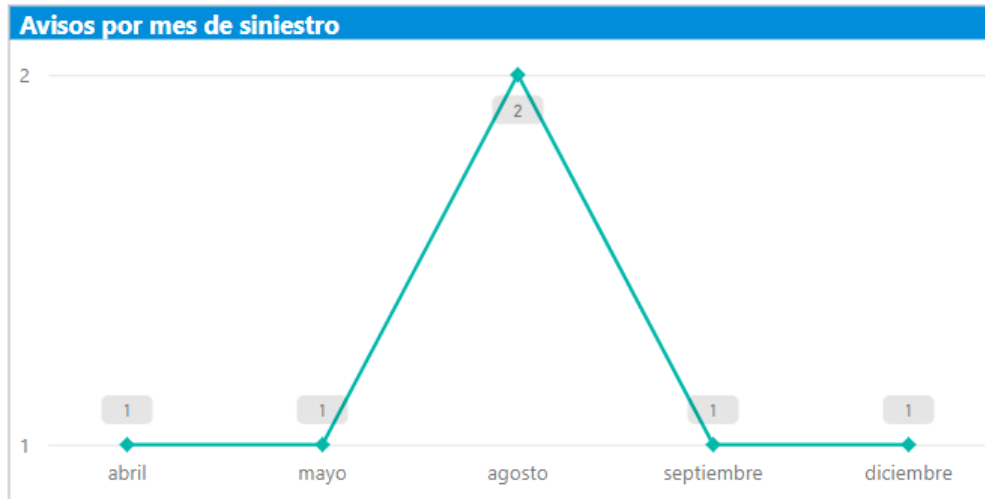 Avisos por mes de siniestro
2
2
1 1 1 1
1
abril mayo agosto septiembre diciembre